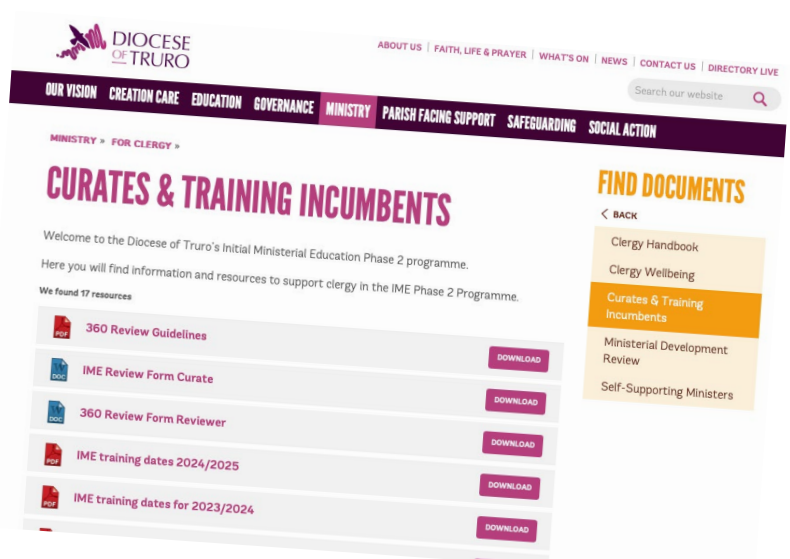 DIOCESE
OF TRURO
ABOUT US | FAITH, LIFE & PRAYER | WHAT'S ON | NEWS | CONTACT US | DIRECTORY LIVE
Search our website
OUR VISION CREATION CARE EDUCATION GOVERNANCE MINISTRY PARISH FACING SUPPORT SAFEGUARDING SOCIAL ACTION
MINISTRY » FOR CLERGY »
CURATES & TRAINING INCUMBENTS
Welcome to the Diocese of Truro's Initial Ministerial Education Phase 2 programme.
Here you will find information and resources to support clergy in the IME Phase 2 Programme.
We found 17 resources
PDF 360 Review Guidelines DOWNLOAD
W DOC IME Review Form Curate DOWNLOAD
W DOC 360 Review Form Reviewer DOWNLOAD
PDF IME training dates 2024/2025 DOWNLOAD
PDF IME training dates for 2023/2024 DOWNLOAD
FIND DOCUMENTS
BACK
Clergy Handbook
Clergy Wellbeing
Curates & Training
Incumbents
Ministerial Development
Review
Self-Supporting Ministers